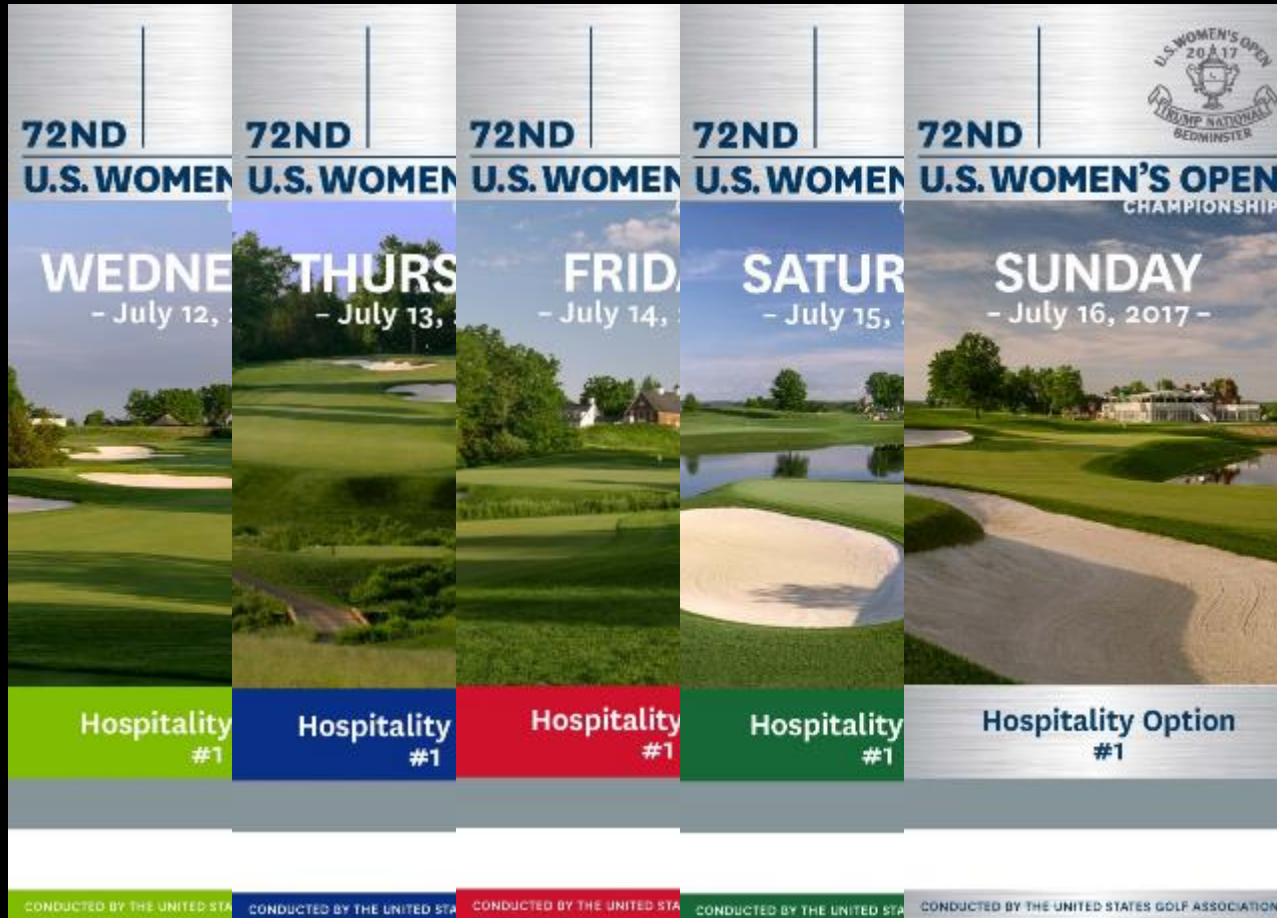 72ND
U.S. WOMEN
WEDNE
– July 12, 
Hospitality
#1
CONDUCTED BY THE UNITED STA
72ND
U.S. WOMEN
THURS
– July 13, 
Hospitality
#1
CONDUCTED BY THE UNITED STA
72ND
U.S. WOMEN
FRID
– July 14, 
Hospitality
#1
CONDUCTED BY THE UNITED STA
72ND
U.S. WOMEN
SATUR
– July 15, 
Hospitality
#1
CONDUCTED BY THE UNITED STA
U.S. WOMEN'S OPEN
2017
TRUMP NATIONAL
BEDMINSTER
72ND
U.S. WOMEN'S OPEN
CHAMPIONSHIP
SUNDAY
– July 16, 2017 –
Hospitality Option
#1
CONDUCTED BY THE UNITED STATES GOLF ASSOCIATION